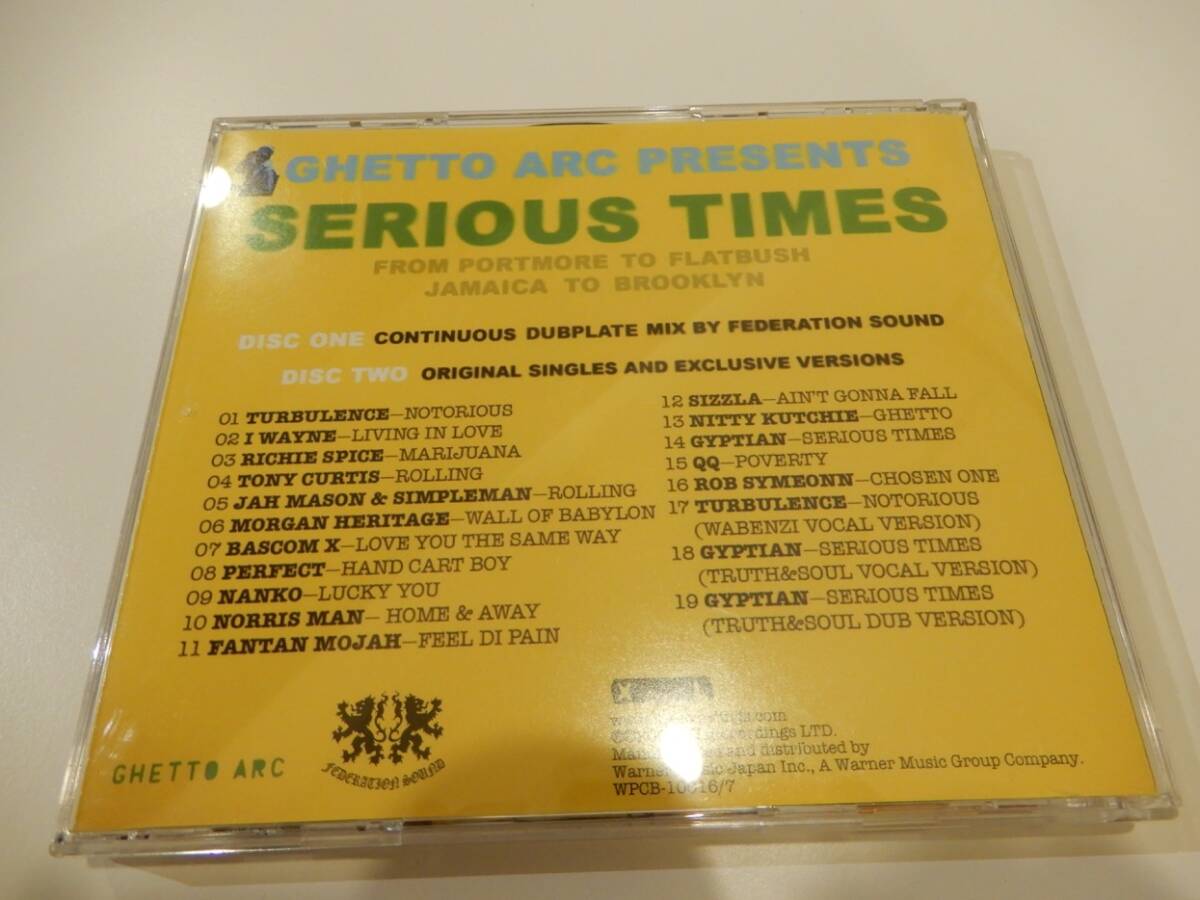 GHETTO ARC PRESENTS
SERIOUS TIMES
FROM PORTMORE TO FLATBUSH
JAMAICA TO BROOKLYN
DISC ONE CONTINUOUS DUBPLATE MIX BY FEDERATION SOUND
DISC TWO ORIGINAL SINGLES AND EXCLUSIVE VERSIONS
01 TURBULENCE—NOTORIOUS
02 I WAYNE—LIVING IN LOVE
03 RICHIE SPICE—MARIJUANA
04 TONY CURTIS—ROLLING
05 JAH MASON & SIMPLEMAN—ROLLING
06 MORGAN HERITAGE—WALL OF BABYLON
07 BASCOM X—LOVE YOU THE SAME WAY
08 PERFECT—HAND CART BOY
09 NANKO—LUCKY YOU
10 NORRIS MAN— HOME & AWAY
11 FANTAN MOJAH—FEEL DI PAIN
12 SIZZLA—AIN'T GONNA FALL
13 NITTY KUTCHIE—GHETTO
14 GYPTIAN—SERIOUS TIMES
15 QQ—POVERTY
16 ROB SYMEONN—CHOSEN ONE
17 TURBULENCE—NOTORIOUS
(WABENZI VOCAL VERSION)
18 GYPTIAN—SERIOUS TIMES
(TRUTH&SOUL VOCAL VERSION)
19 GYPTIAN—SERIOUS TIMES
(TRUTH&SOUL DUB VERSION)
GHETTO ARC
FEDERATION SOUND
LTD.
and distributed by
Japan Inc., A Warner Music Group Company.